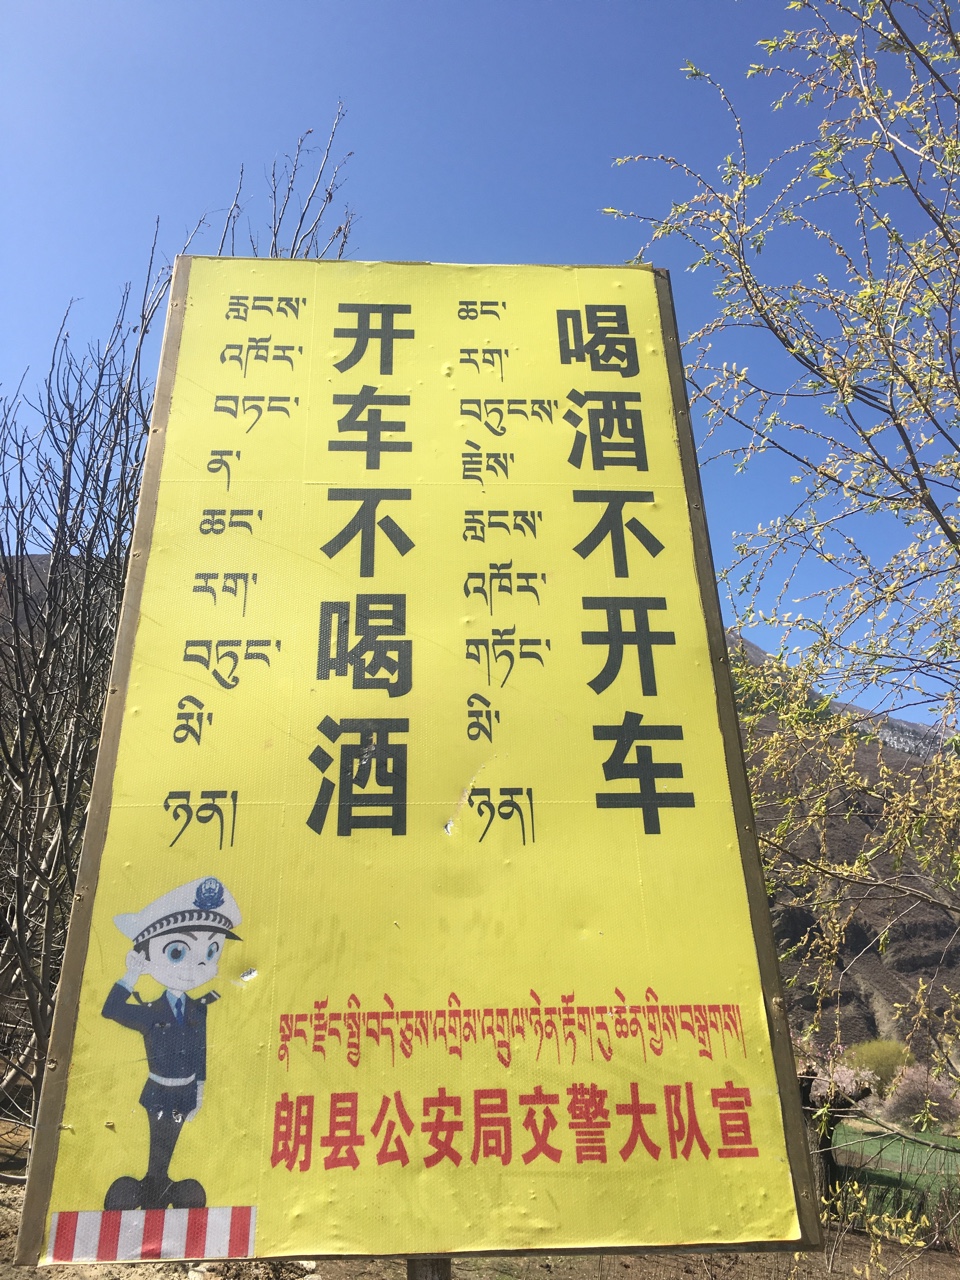 喝酒不开车
ཆང་རག་བཏུངས་རྗེས་རླངས་འཁོར་གཏོང་མི་ཉན།
开车不喝酒
རླངས་འཁོར་བཏང་ན་ཆང་རག་བཏུང་མི་ཉན།
སྣང་རྫོང་སྤྱི་བདེ་ཅུས་འགྲིམ་འགྲུལ་ཉེན་རྟོག་དུ་ཆེན་གྱིས་བསྒྲགས།
朗县公安局交警大队宣